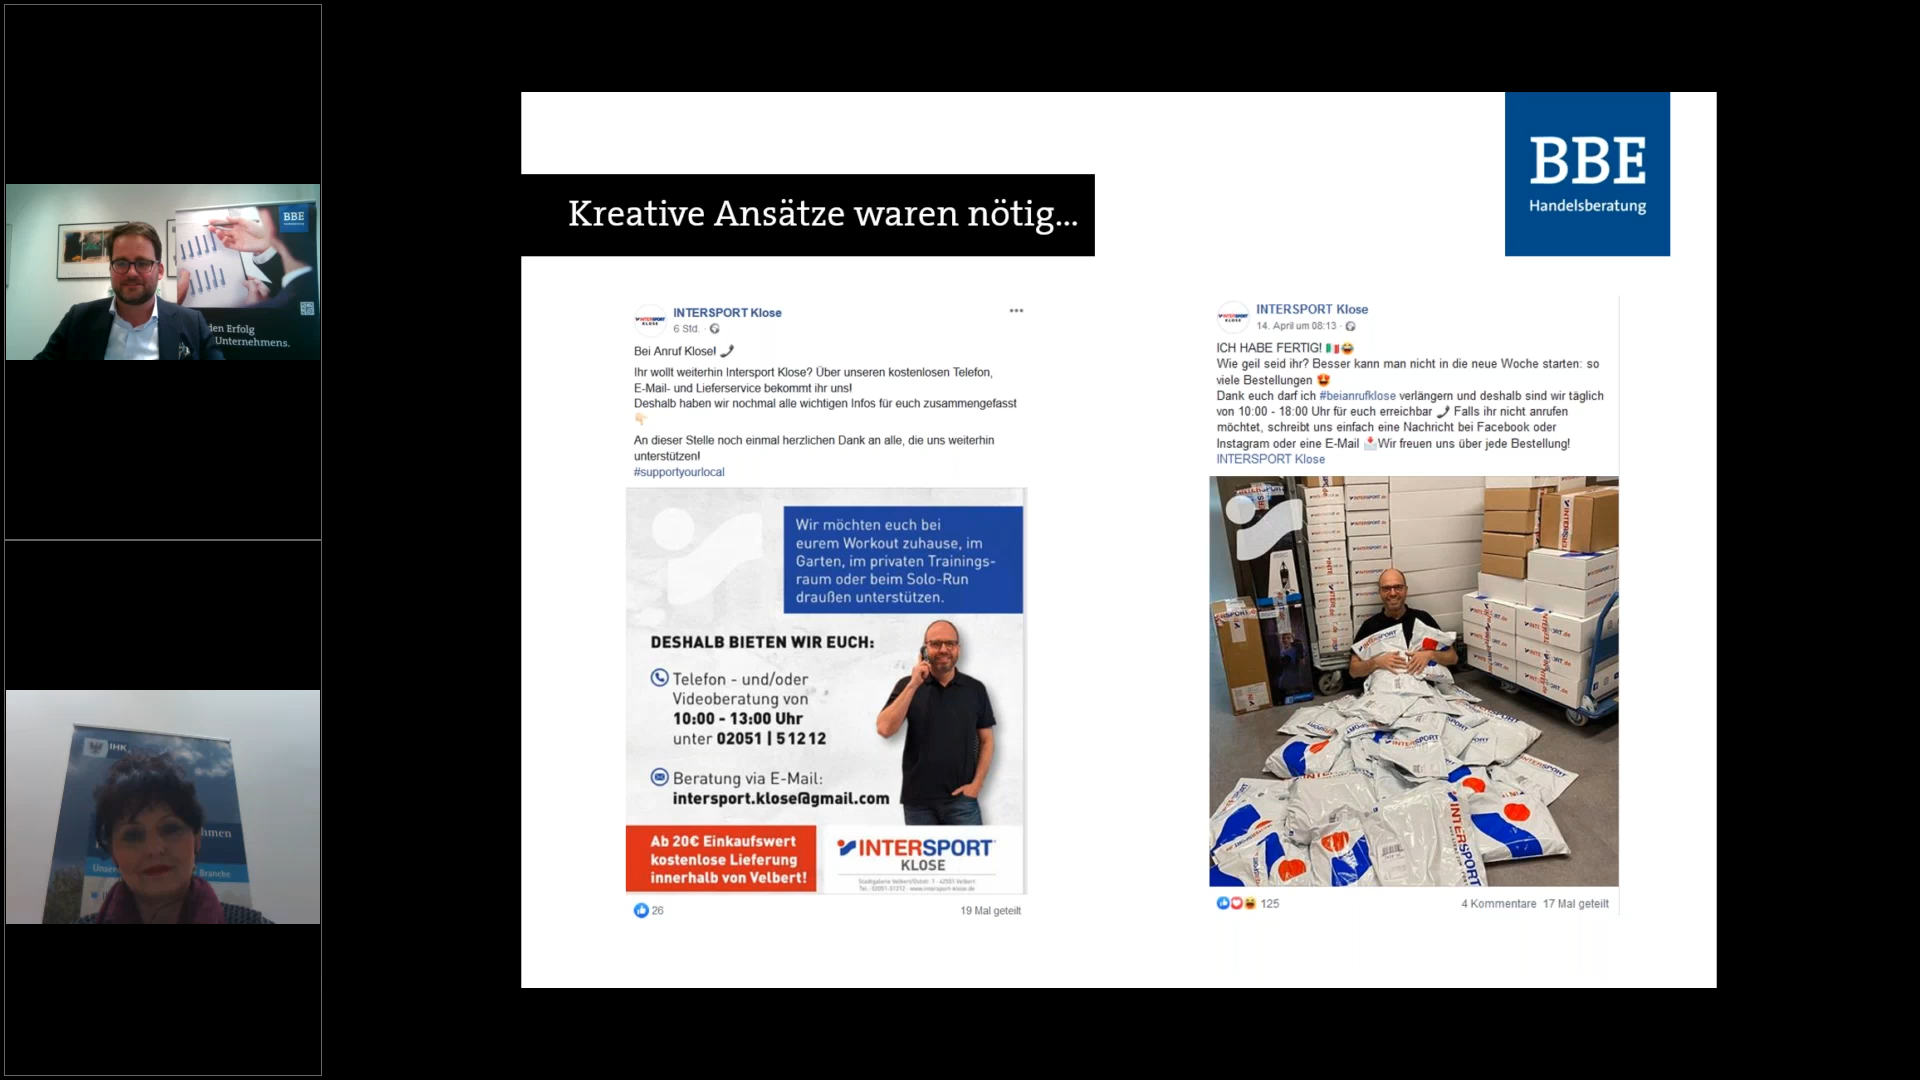 BBE
den Erfolg
Unternehmens.
IHK
hmen
Unser
Branche
Kreative Ansätze waren nötig...
BBE
Handelsberatung
INTERSPORT Klose
6 Std.
Bei Anruf Klose!
Ihr wollt weiterhin Intersport Klose? Über unseren kostenlosen Telefon,
E-Mail- und Lieferservice bekommt ihr uns!
Deshalb haben wir nochmal alle wichtigen Infos für euch zusammengefasst
An dieser Stelle noch einmal herzlichen Dank an alle, die uns weiterhin
unterstützen!
#supportyourlocal
Wir möchten euch bei
eurem Workout zuhause, im
Garten, im privaten Trainings-
raum oder beim Solo-Run
draußen unterstützen.
DESHALB BIETEN WIR EUCH:
Telefon - und/oder
Videoberatung von
10:00 - 13:00 Uhr
unter 02051 | 5 12 12
Beratung via E-Mail:
intersport.klose@gmail.com
Ab 20€ Einkaufswert
kostenlose Lieferung
innerhalb von Velbert!
INTERSPORT
KLOSE
26
19 Mal geteilt
INTERSPORT Klose
14. April um 08:13
ICH HABE FERTIG! 🇮🇹😂
Wie geil seid ihr? Besser kann man nicht in die neue Woche starten: so
viele Bestellungen 😍
Dank euch darf ich #beianrufklose verlängern und deshalb sind wir täglich
von 10:00 - 18:00 Uhr für euch erreichbar Falls ihr nicht anrufen
möchtet, schreibt uns einfach eine Nachricht bei Facebook oder
Instagram oder eine E-Mail 📩Wir freuen uns über jede Bestellung!
INTERSPORT Klose
INTERSPORT
125
4 Kommentare 17 Mal geteilt